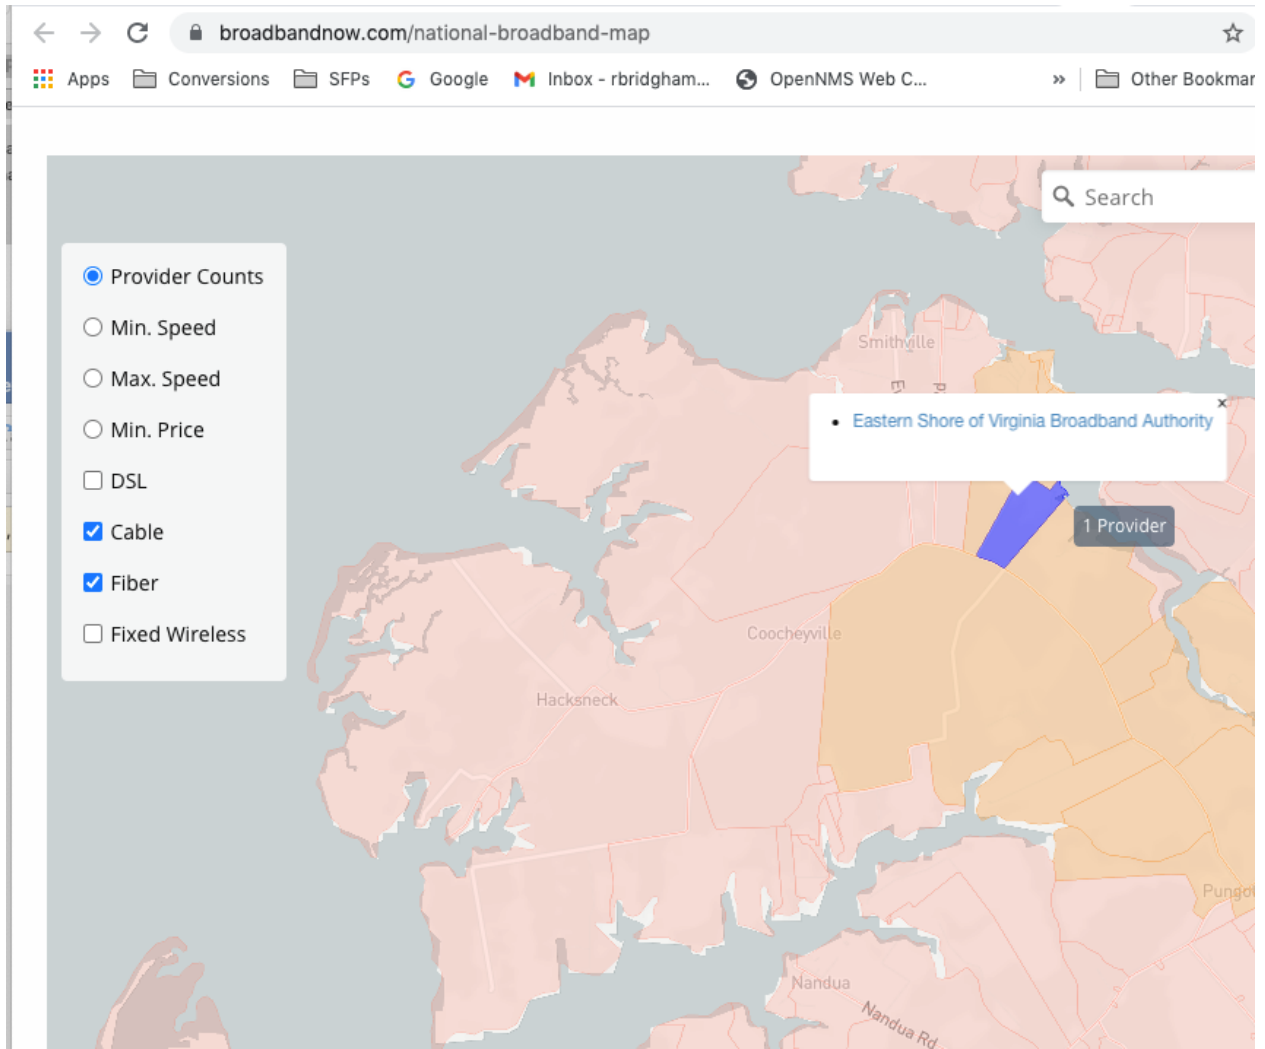 broadbandnow.com/national-broadband-map
Apps Conversions SFPs Google Inbox - rbridgham... OpenNMS Web C... » Other Bookmar
Search
Provider Counts
Min. Speed
Max. Speed
Min. Price
DSL
Cable
Fiber
Fixed Wireless
Smithville
×
• Eastern Shore of Virginia Broadband Authority
1 Provider
Coocheyville
Hacksneck
Pungo
Nandua
Nandua Rd